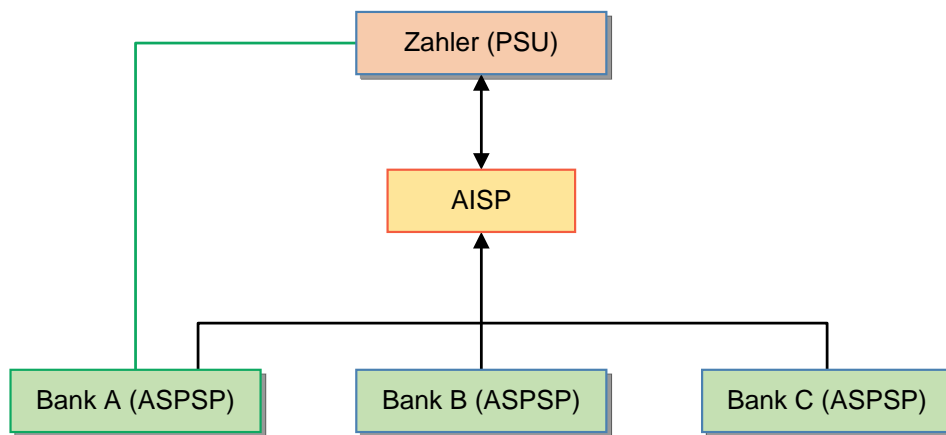 Zahler (PSU)
AISP
Bank A (ASPSP)
Bank B (ASPSP)
Bank C (ASPSP)